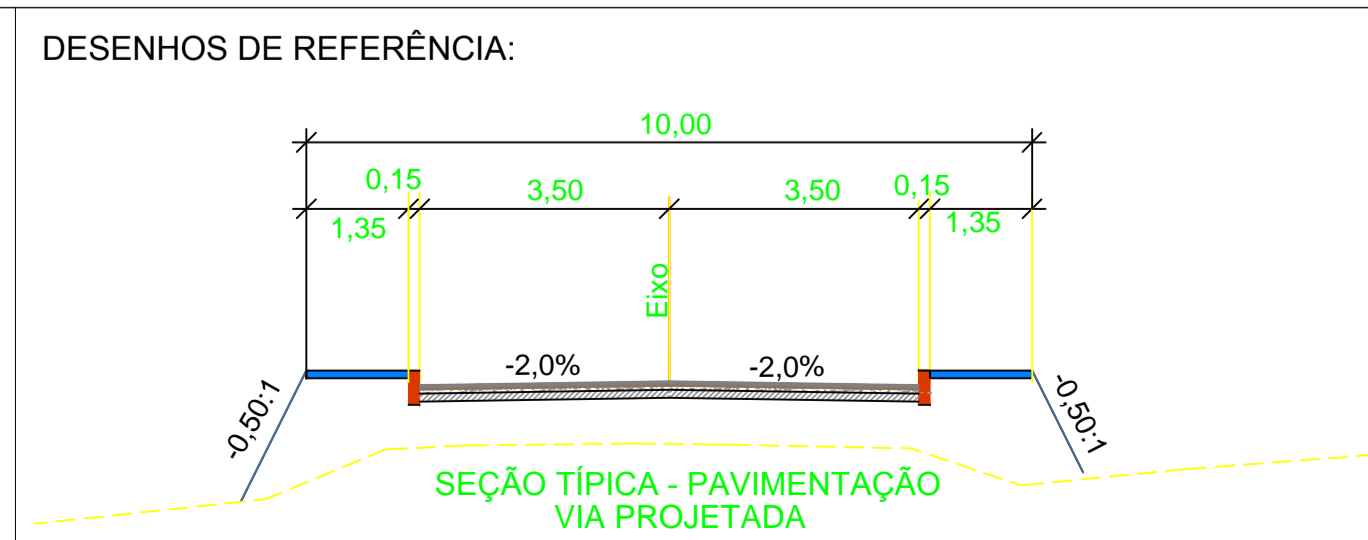 DESENHOS DE REFERÊNCIA:
10,00
0,15 3,50 3,50 0,15
1,35 1,35
Eixo
-2,0% -2,0%
-0,50:1 -0,50:1
SEÇÃO TÍPICA - PAVIMENTAÇÃO
VIA PROJETADA